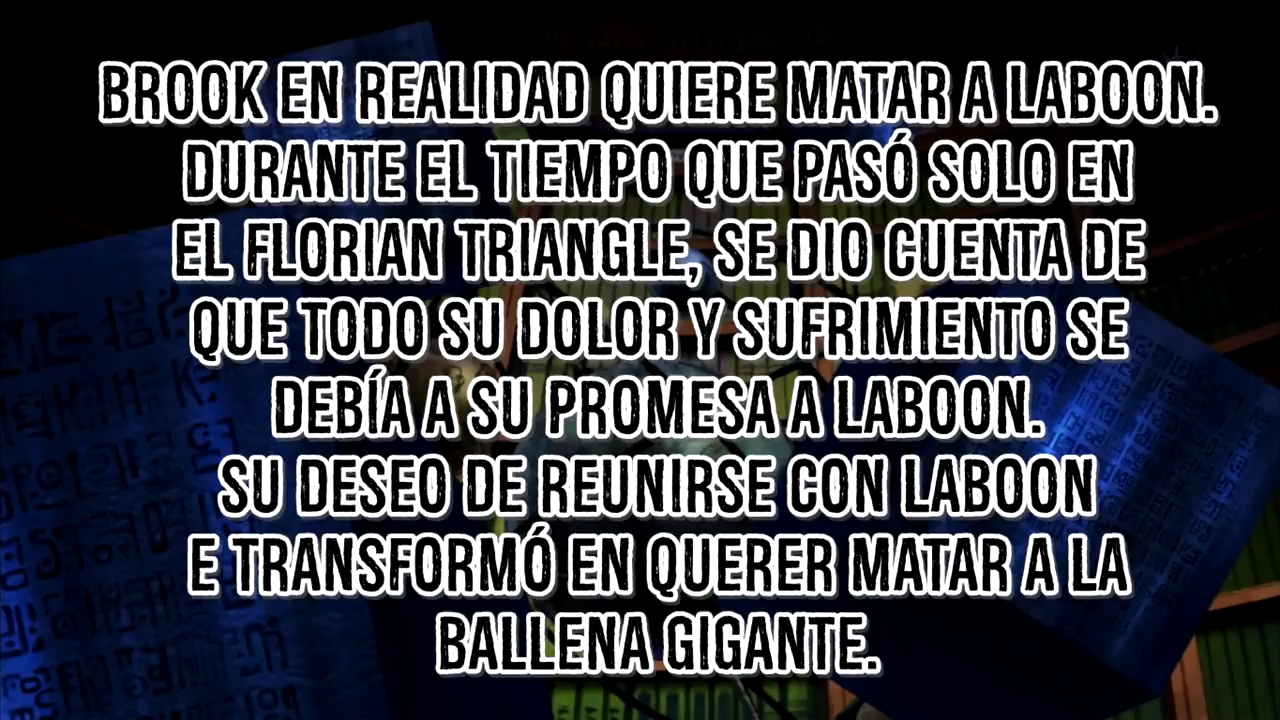 BROOK EN REALIDAD QUIERE MATAR A LABOON.
DURANTE EL TIEMPO QUE PASÓ SOLO EN
EL FLORIAN TRIANGLE, SE DIO CUENTA DE
QUE TODO SU DOLOR Y SUFRIMIENTO SE
DEBÍA A SU PROMESA A LABOON.
SU DESEO DE REUNIRSE CON LABOON
E TRANSFORMÓ EN QUERER MATAR A LA
BALLENA GIGANTE.